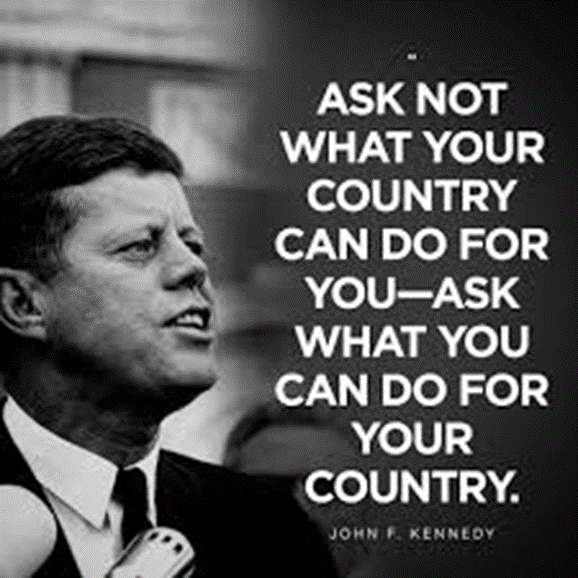 "
ASK NOT
WHAT YOUR
COUNTRY
CAN DO FOR
YOU—ASK
WHAT YOU
CAN DO FOR
YOUR
COUNTRY.
JOHN F. KENNEDY